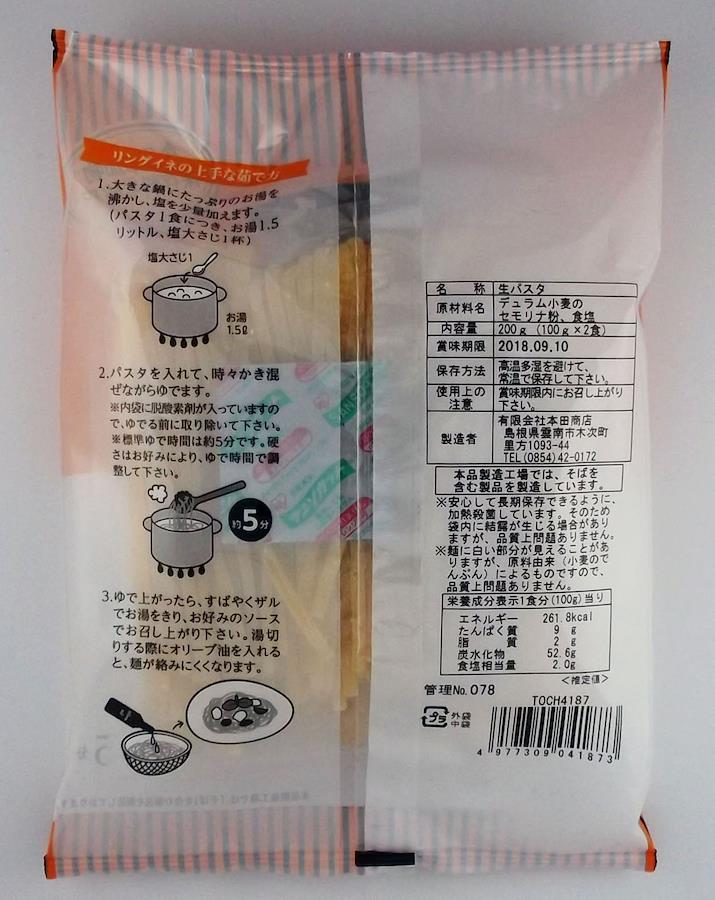 リングイネの上手な茹で方
1.大きな鍋にたっぷりのお湯を
沸かし、塩を少量加えます。
(パスタ1食につき、お湯1.5
リットル、塩大さじ1杯)
塩大さじ1
お湯
1.5ℓ
2.パスタを入れて、時々かき混
ぜながらゆでます。
※内袋に脱酸素剤が入っていますの
で、ゆでる前に取り除いて下さい。
※標準ゆで時間は約5分です。硬
さはお好みにより、ゆで時間で調
整して下さい。
約5分
3.ゆで上がったら、すばやくザル
でお湯をきり、お好みのソース
でお召し上がり下さい。湯切
りする際にオリーブ油を入れる
と、麺が絡みにくくなります。
名 称 生パスタ
原材料名 デュラム小麦の
セモリナ粉、食塩
内容量 200g (100g×2食)
賞味期限 2018.09.10
保存方法 高温多湿を避けて、
常温で保存して下さい。
使用上の 賞味期限内にお召し上がり
注意 下さい。
製造者 有限会社本田商店
島根県雲南市木次町
里方1093-44
TEL(0854)42-0172
本品製造工場では、そばを
含む製品を製造しています。
※安心して長期保存できるように、
加熱殺菌しています。そのため
袋内に結露が生じる場合があり
ますが、品質上問題ありません。
※麺に白い部分が見えることがあ
りますが、原料由来(小麦ので
んぷん)によるものですので、
品質上問題ありません。
栄養成分表示1食分(100g)当り
エネルギー 261.8kcal
たんぱく質 9 g
脂 質 2 g
炭水化物 52.6g
食塩相当量 2.0g
<推定値>
管理No.078
TOCH4187
プラ 外袋
中袋
4 977309 041873